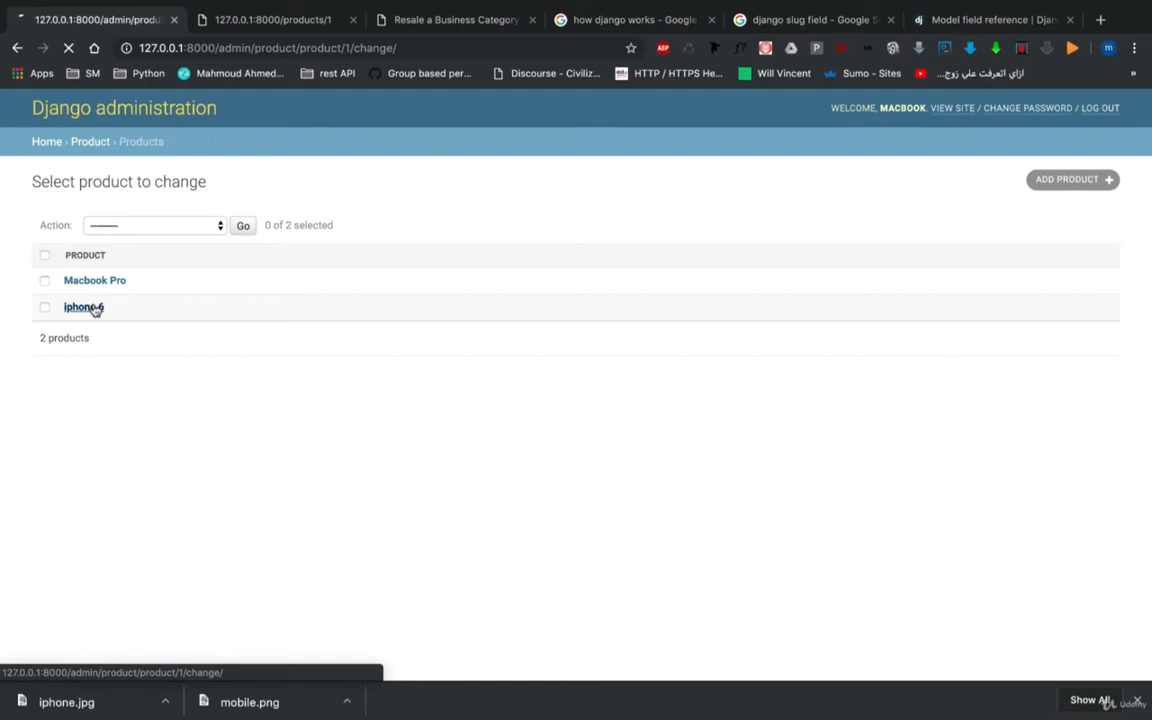 127.0.0.1:8000/admin/produ
127.0.0.1:8000/products/1
Resale a Business Category
how django works - Google
django slug field - Google S
Model field reference | Djan
127.0.0.1:8000/admin/product/product/1/change/
Apps
SM
Python
Mahmoud Ahmed...
rest API
Group based per...
Discourse - Civiliz...
HTTP / HTTPS He...
Will Vincent
Sumo - Sites
ازاي اتعرفت علي زوج...
Django administration
WELCOME, MACBOOK. VIEW SITE / CHANGE PASSWORD / LOG OUT
Home › Product › Products
Select product to change
ADD PRODUCT +
Action: --------- Go 0 of 2 selected
PRODUCT
Macbook Pro
iphone 6
2 products
127.0.0.1:8000/admin/product/product/1/change/
iphone.jpg
mobile.png
Show All
Udemy